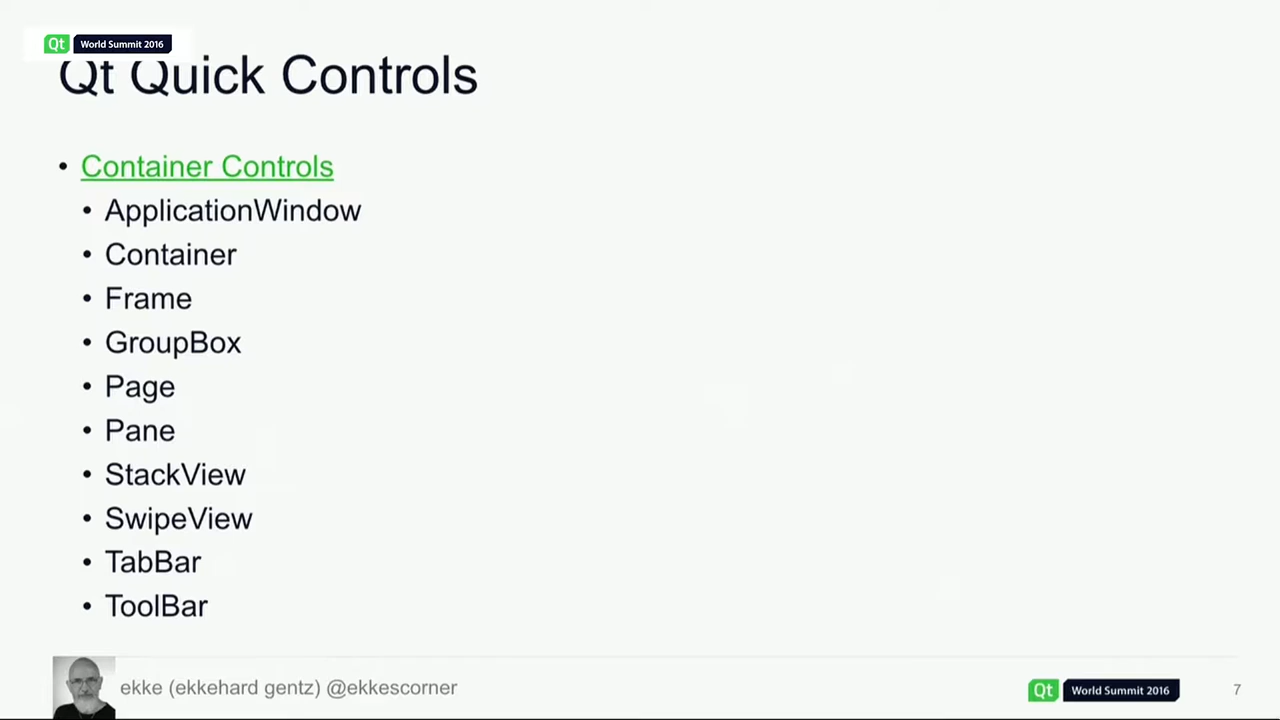 Qt World Summit 2016
Qt Quick Controls
• Container Controls
• ApplicationWindow
• Container
• Frame
• GroupBox
• Page
• Pane
• StackView
• SwipeView
• TabBar
• ToolBar
ekke (ekkehard gentz) @ekkescorner
Qt World Summit 2016
7